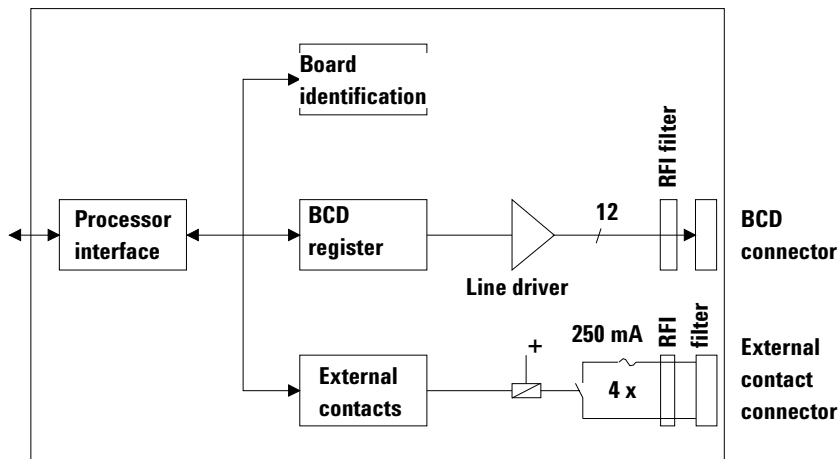 Board
identification
RFI filter
Processor
interface
BCD
register
12
BCD
connector
Line driver
250 mA
RFI
filter
+
External
contacts
4 x
External
contact
connector